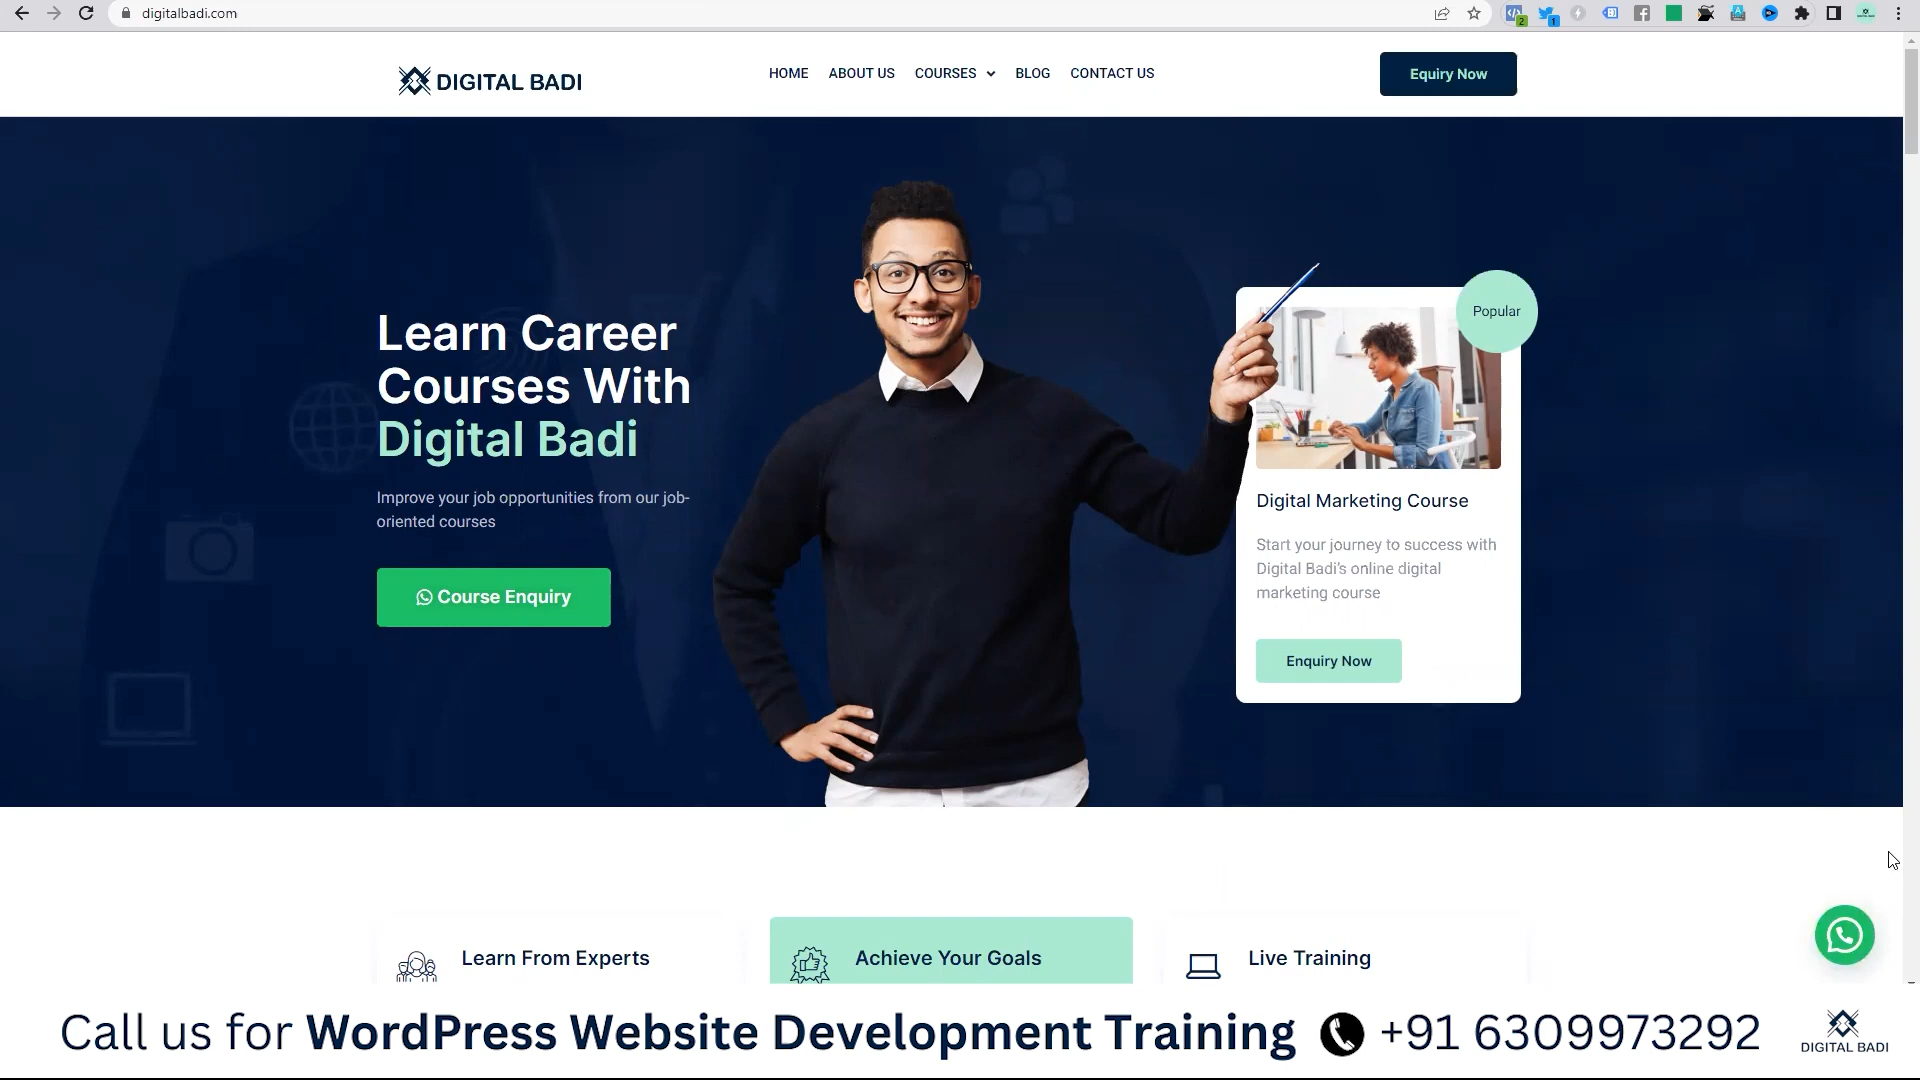 digitalbadi.com
2
1
DIGITAL BADI
HOME
ABOUT US
COURSES
BLOG
CONTACT US
Equiry Now
Learn Career
Courses With
Digital Badi
Improve your job opportunities from our job-
oriented courses
Course Enquiry
Popular
Digital Marketing Course
Start your journey to success with
Digital Badi's online digital
marketing course
Enquiry Now
Learn From Experts
Achieve Your Goals
Live Training
Call us for WordPress Website Development Training +91 6309973292
DIGITAL BADI